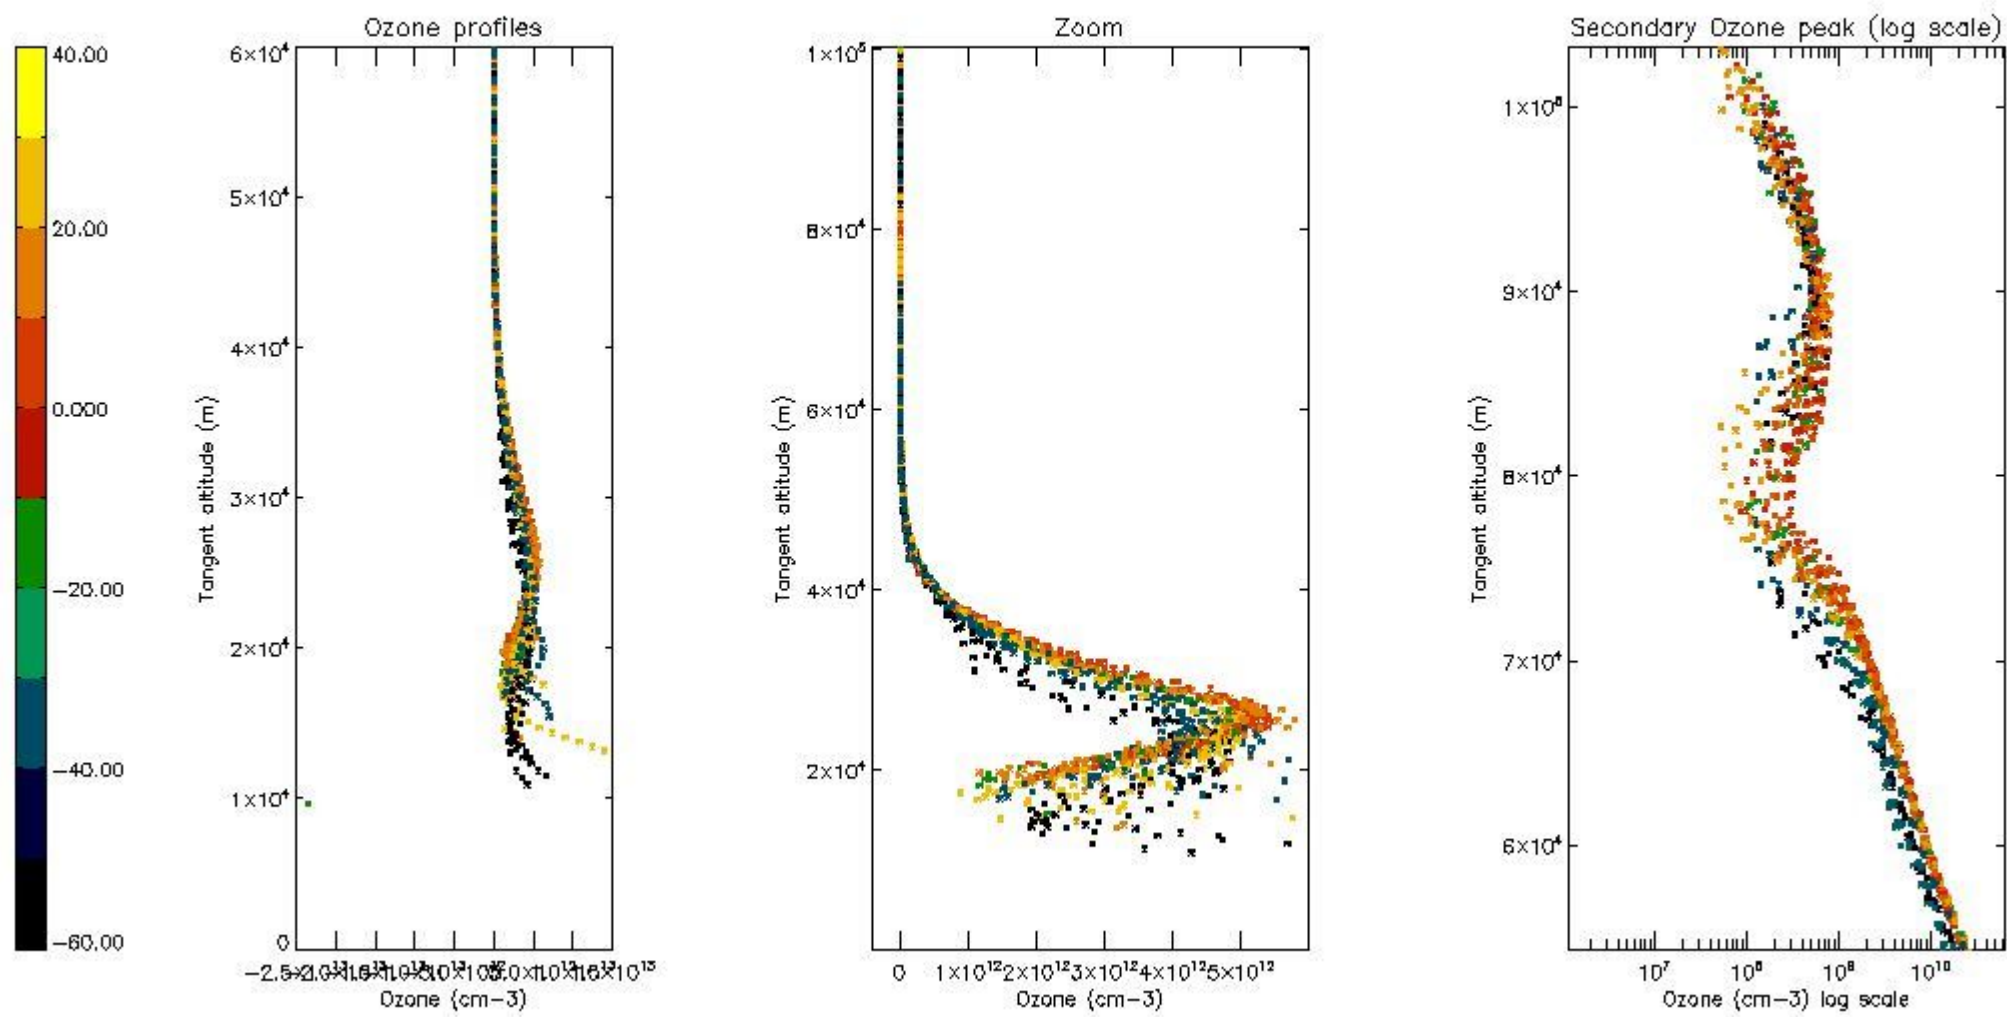 Ozone profiles
Zoom
Secondary Ozone peak (log scale)
40.00
20.00
0.000
−20.00
−40.00
−60.00
Tangent altitude (m)
6×10⁴
5×10⁴
4×10⁴
3×10⁴
2×10⁴
1×10⁴
0
Ozone (cm−3)
Tangent altitude (m)
1×10⁵
8×10⁴
6×10⁴
4×10⁴
2×10⁴
0 1×10¹² 2×10¹² 3×10¹² 4×10¹² 5×10¹²
Ozone (cm−3)
Tangent altitude (m)
1×10⁵
9×10⁴
8×10⁴
7×10⁴
6×10⁴
10⁷ 10⁸ 10⁹ 10¹⁰
Ozone (cm−3) log scale